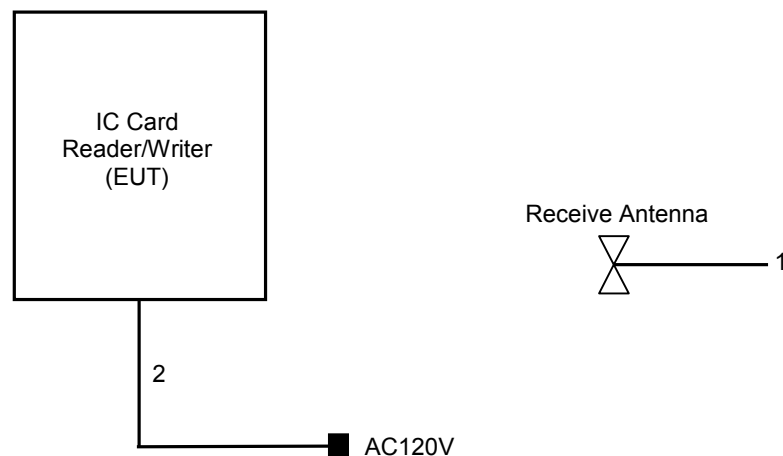 IC Card
Reader/Writer
(EUT)
Receive Antenna
1
2
AC120V